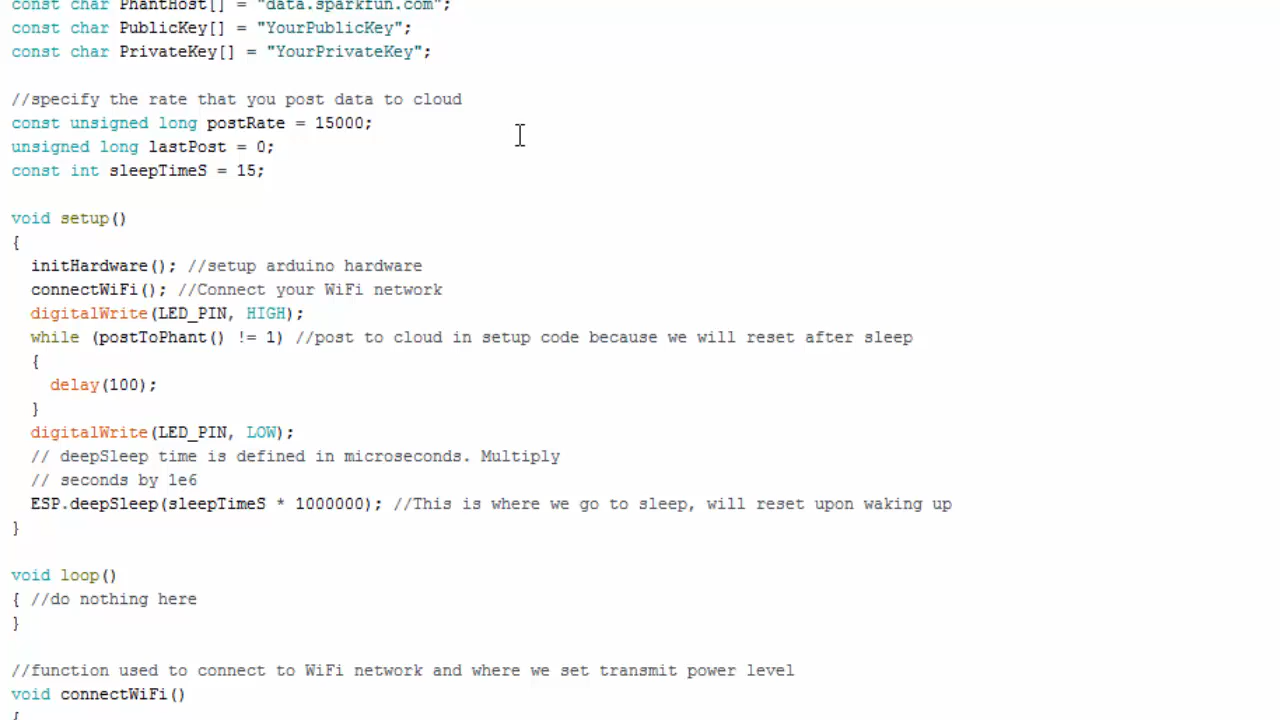 const char PhantHost[] = "data.sparkfun.com";
const char PublicKey[] = "YourPublicKey";
const char PrivateKey[] = "YourPrivateKey";
//specify the rate that you post data to cloud
const unsigned long postRate = 15000;
unsigned long lastPost = 0;
const int sleepTimeS = 15;
void setup()
{
initHardware(); //setup arduino hardware
connectWiFi(); //Connect your WiFi network
digitalWrite(LED_PIN, HIGH);
while (postToPhant() != 1) //post to cloud in setup code because we will reset after sleep
{
delay(100);
}
digitalWrite(LED_PIN, LOW);
// deepSleep time is defined in microseconds. Multiply
// seconds by 1e6
ESP.deepSleep(sleepTimeS * 1000000); //This is where we go to sleep, will reset upon waking up
}
void loop()
{ //do nothing here
}
//function used to connect to WiFi network and where we set transmit power level
void connectWiFi()
{